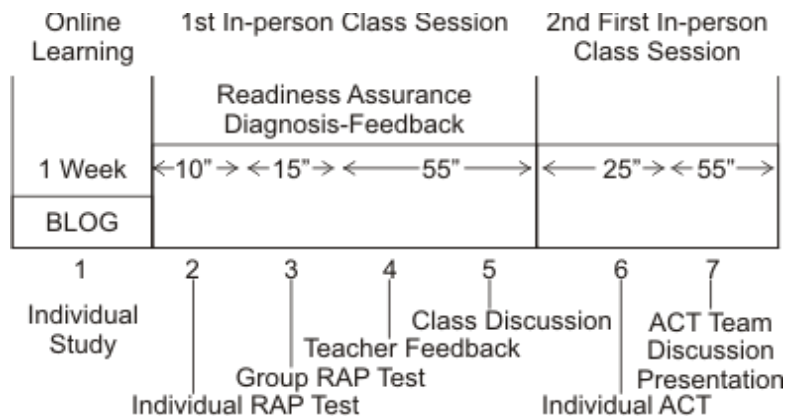 Online
Learning
1st In-person Class Session
2nd First In-person
Class Session
Readiness Assurance
Diagnosis-Feedback
1 Week
10”
15”
55”
25”
55”
BLOG
1
2
3
4
5
6
7
Individual
Study
Class Discussion
Teacher Feedback
Group RAP Test
Individual RAP Test
ACT Team
Discussion
Presentation
Individual ACT